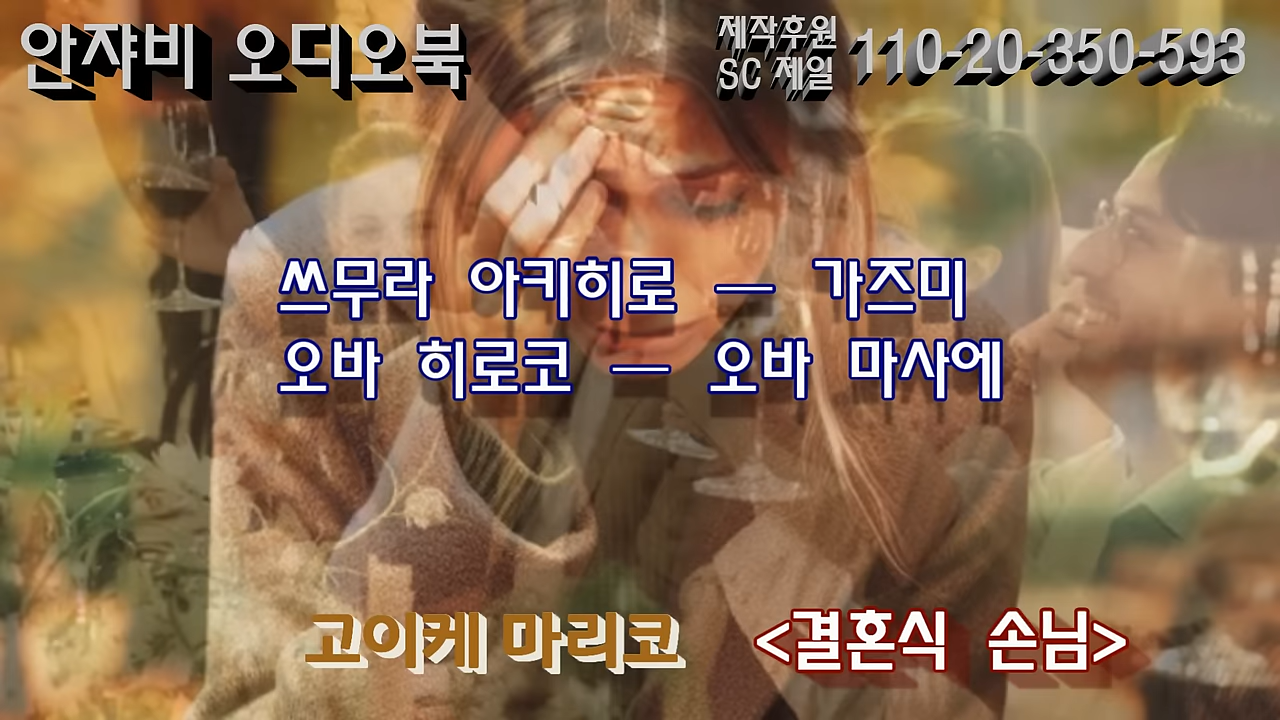 안쟈비 오디오북
제작후원
SC 제일
110-20-350-593
쓰무라 아키히로 — 가즈미
오바 히로코 — 오바 마사에
고이케 마리코 <결혼식 손님>